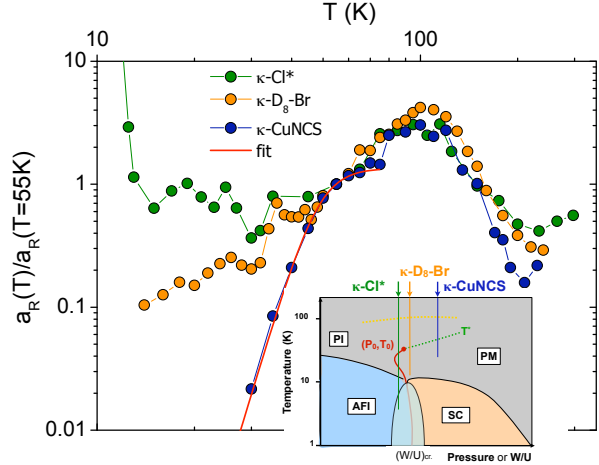 T (K)
10
100
κ-Cl*
κ-D₈-Br
κ-CuNCS
fit
10
1
0.1
0.01
a_R(T)/a_R(T=55K)
κ-D₈-Br
κ-Cl*
κ-CuNCS
Temperature (K)
100
10
1
PI
(P₀,T₀)
T*
PM
AFI
SC
(W/U)cr.
Pressure or W/U